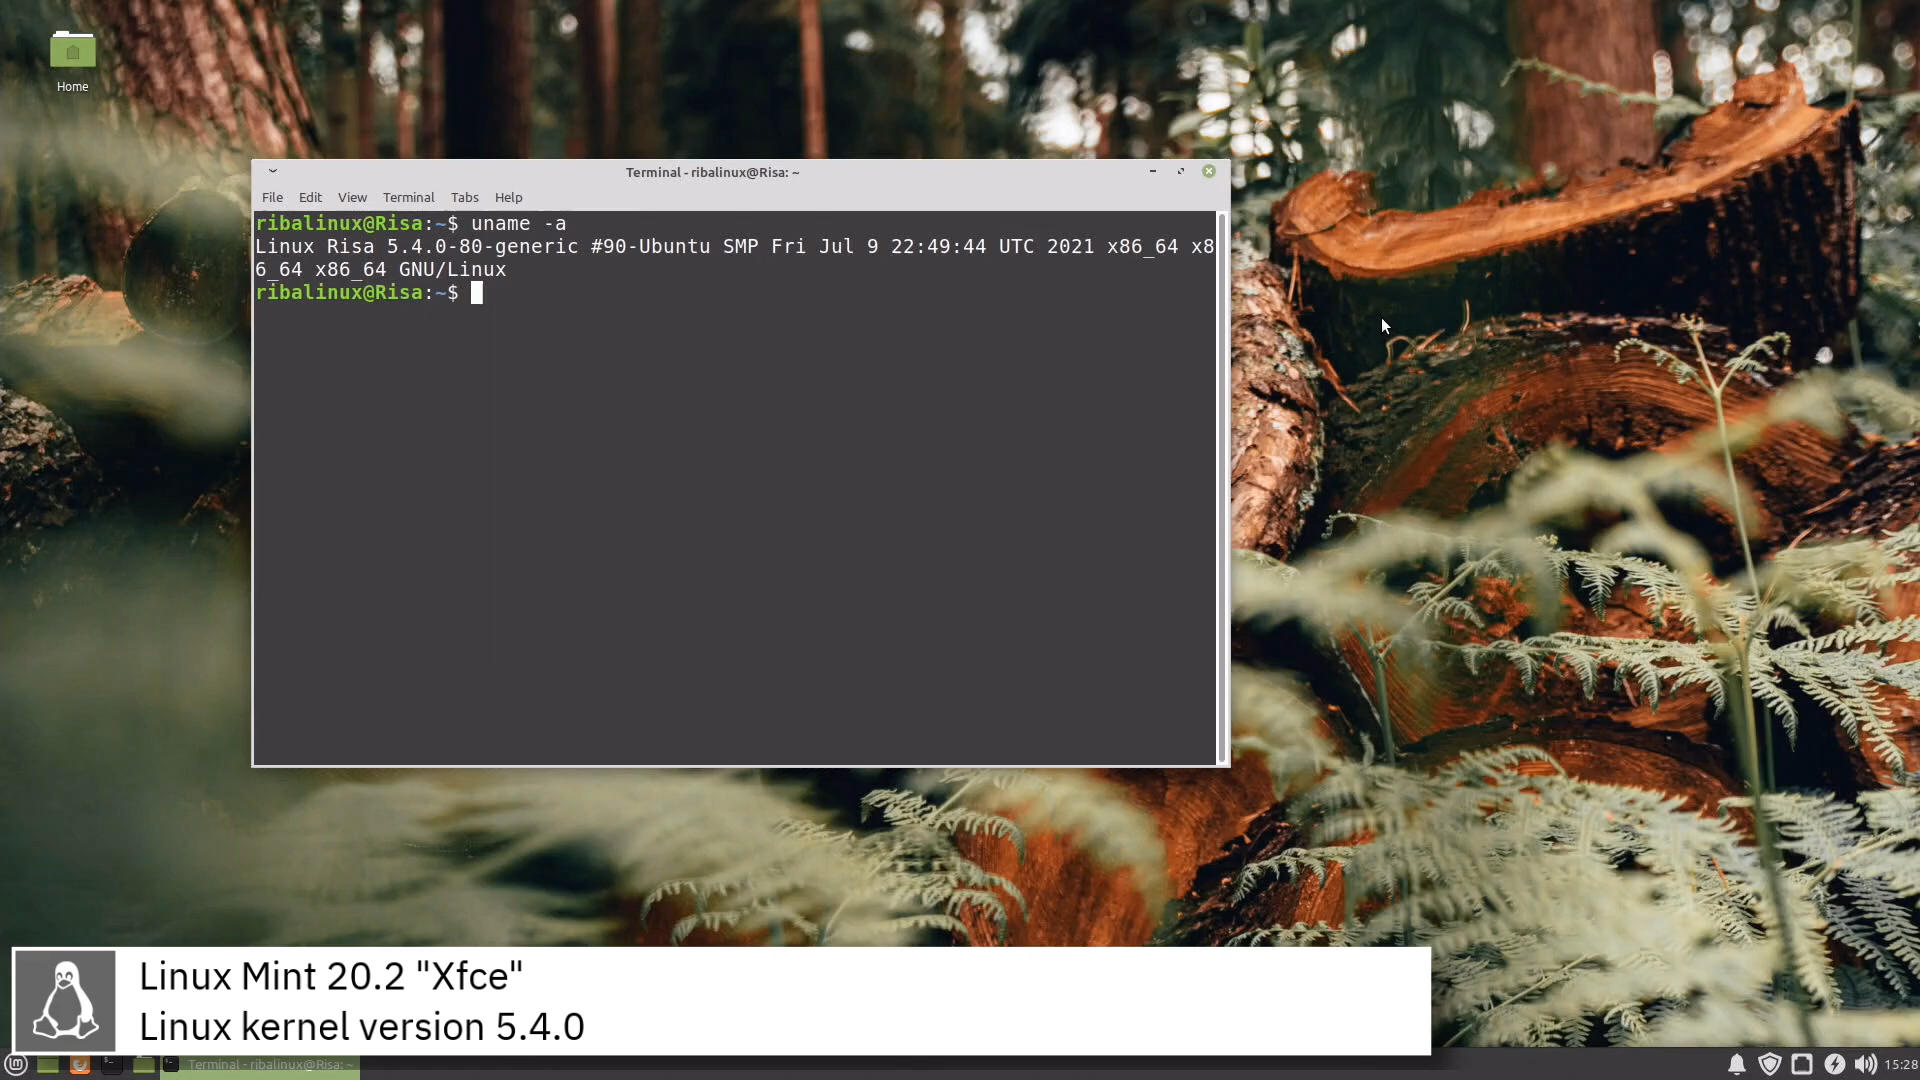 Home
Terminal - ribalinux@Risa: ~
File Edit View Terminal Tabs Help
ribalinux@Risa:~$ uname -a
Linux Risa 5.4.0-80-generic #90-Ubuntu SMP Fri Jul 9 22:49:44 UTC 2021 x86_64 x8
6_64 x86_64 GNU/Linux
ribalinux@Risa:~$
Linux Mint 20.2 "Xfce"
Linux kernel version 5.4.0
Terminal - ribalinux@Risa: ~
15:28